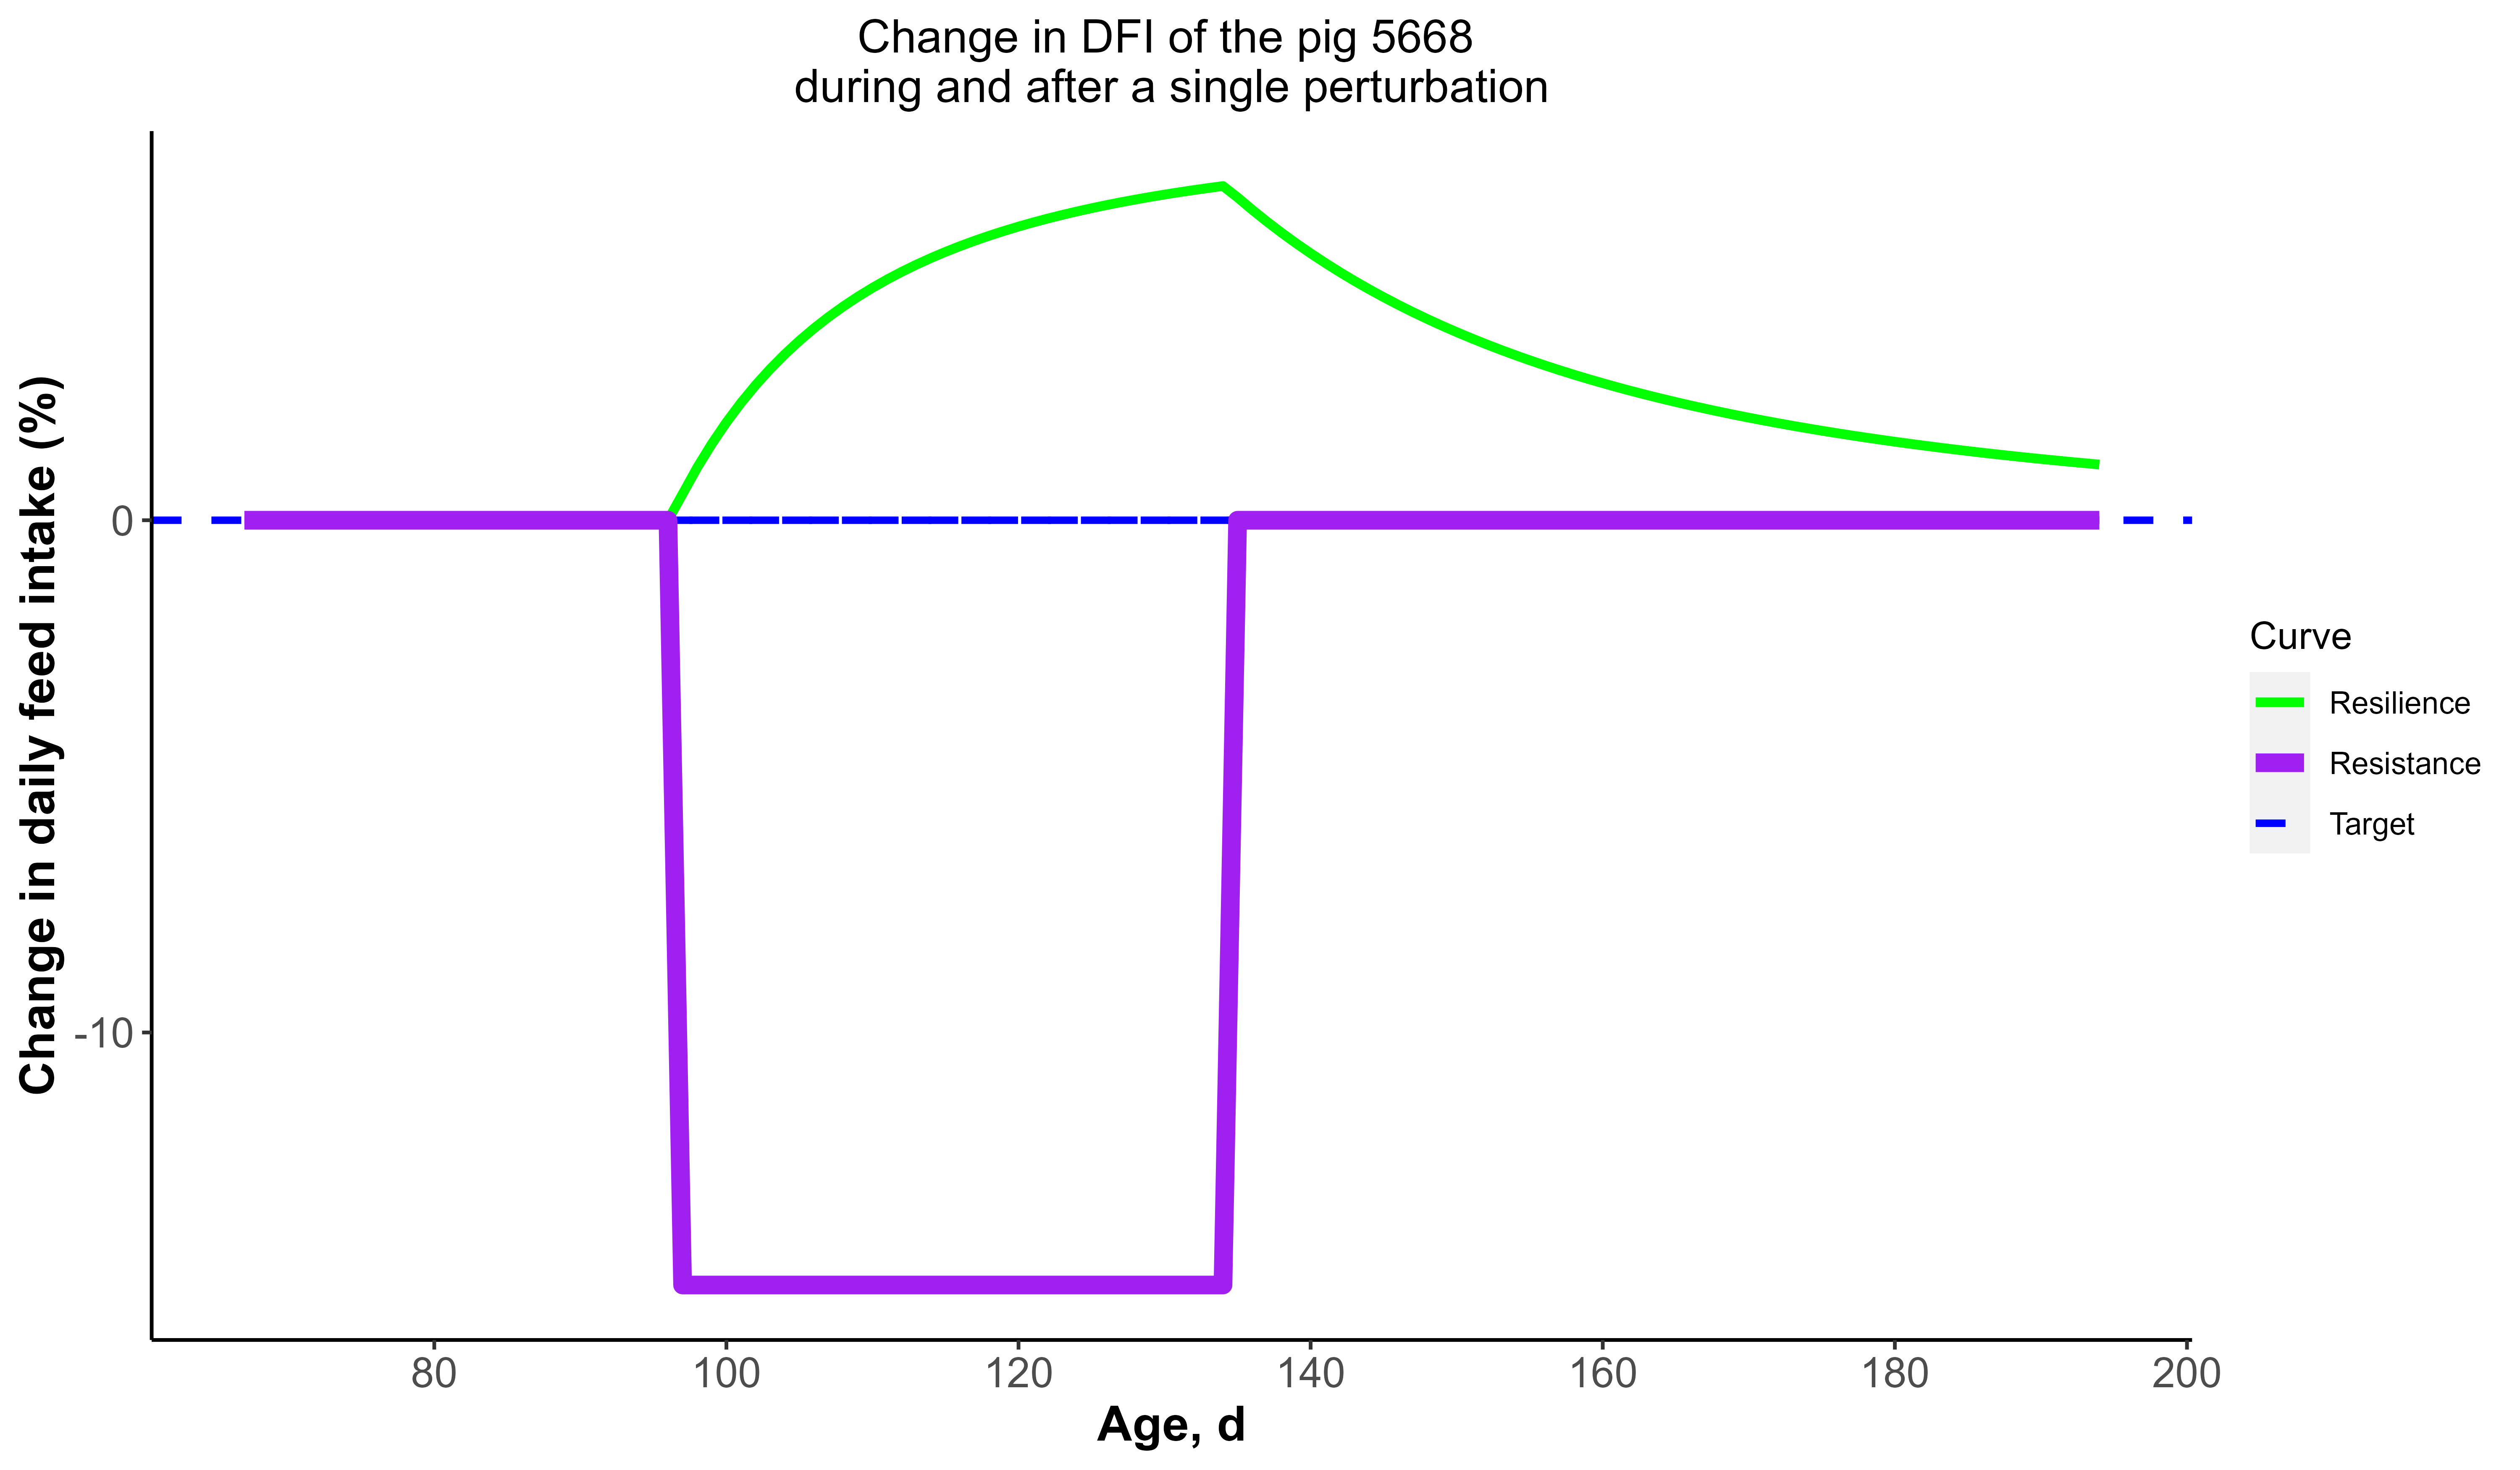 Change in DFI of the pig 5668
during and after a single perturbation
Change in daily feed intake (%)
0
-10
80
100
120
140
160
180
200
Age, d
Curve
Resilience
Resistance
Target